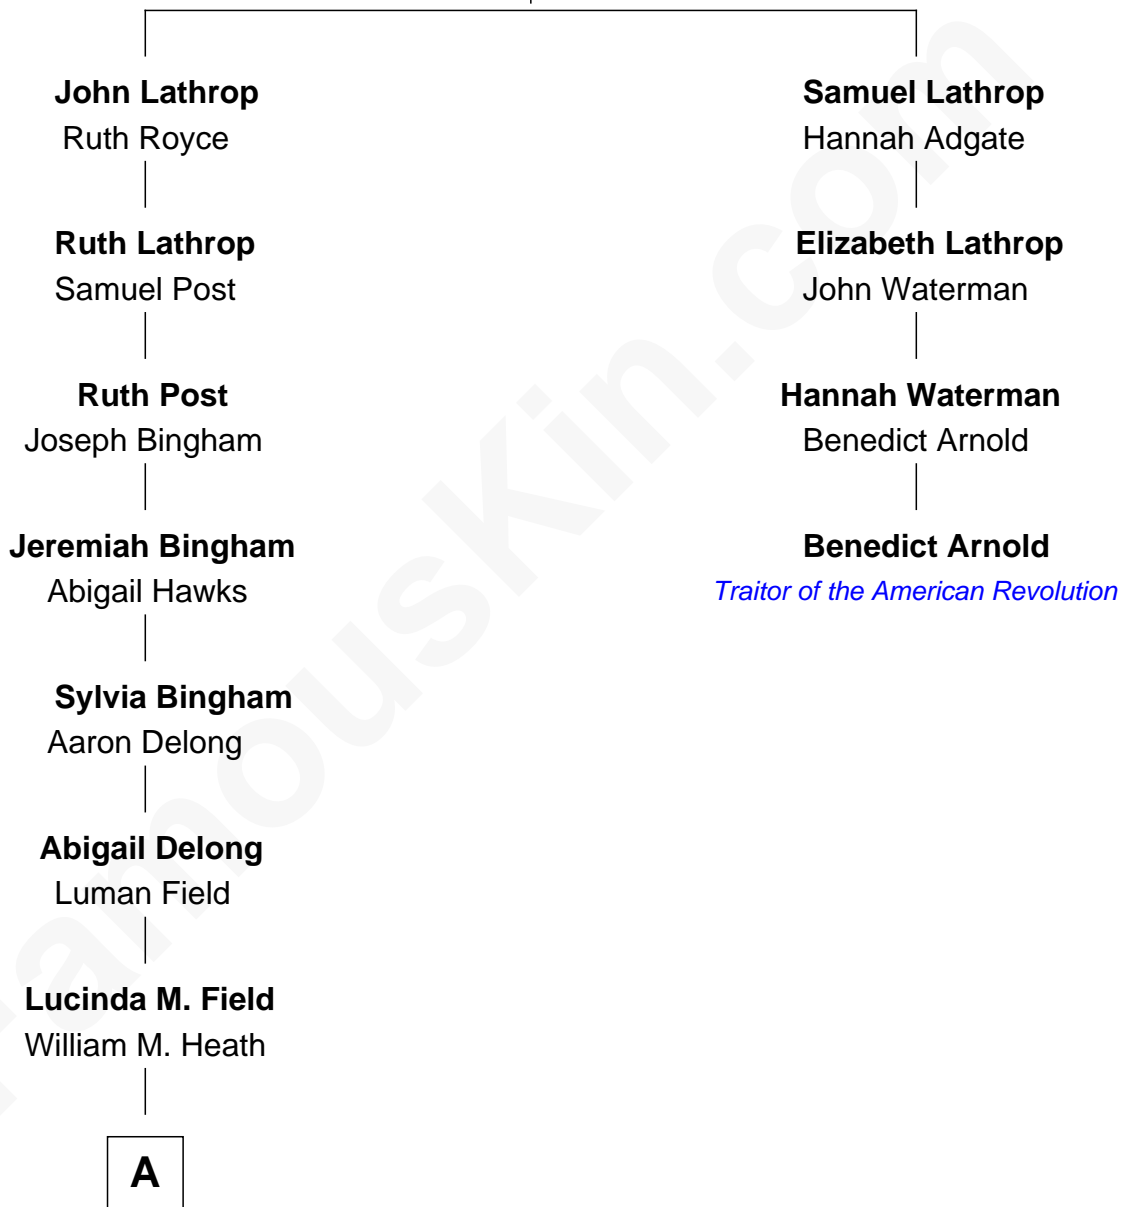 John Lathrop
Ruth Royce
Samuel Lathrop
Hannah Adgate
Ruth Lathrop
Samuel Post
Elizabeth Lathrop
John Waterman
Ruth Post
Joseph Bingham
Hannah Waterman
Benedict Arnold
Jeremiah Bingham
Abigail Hawks
Benedict Arnold
Traitor of the American Revolution
Sylvia Bingham
Aaron Delong
Abigail Delong
Luman Field
Lucinda M. Field
William M. Heath
A
FamousKin.com